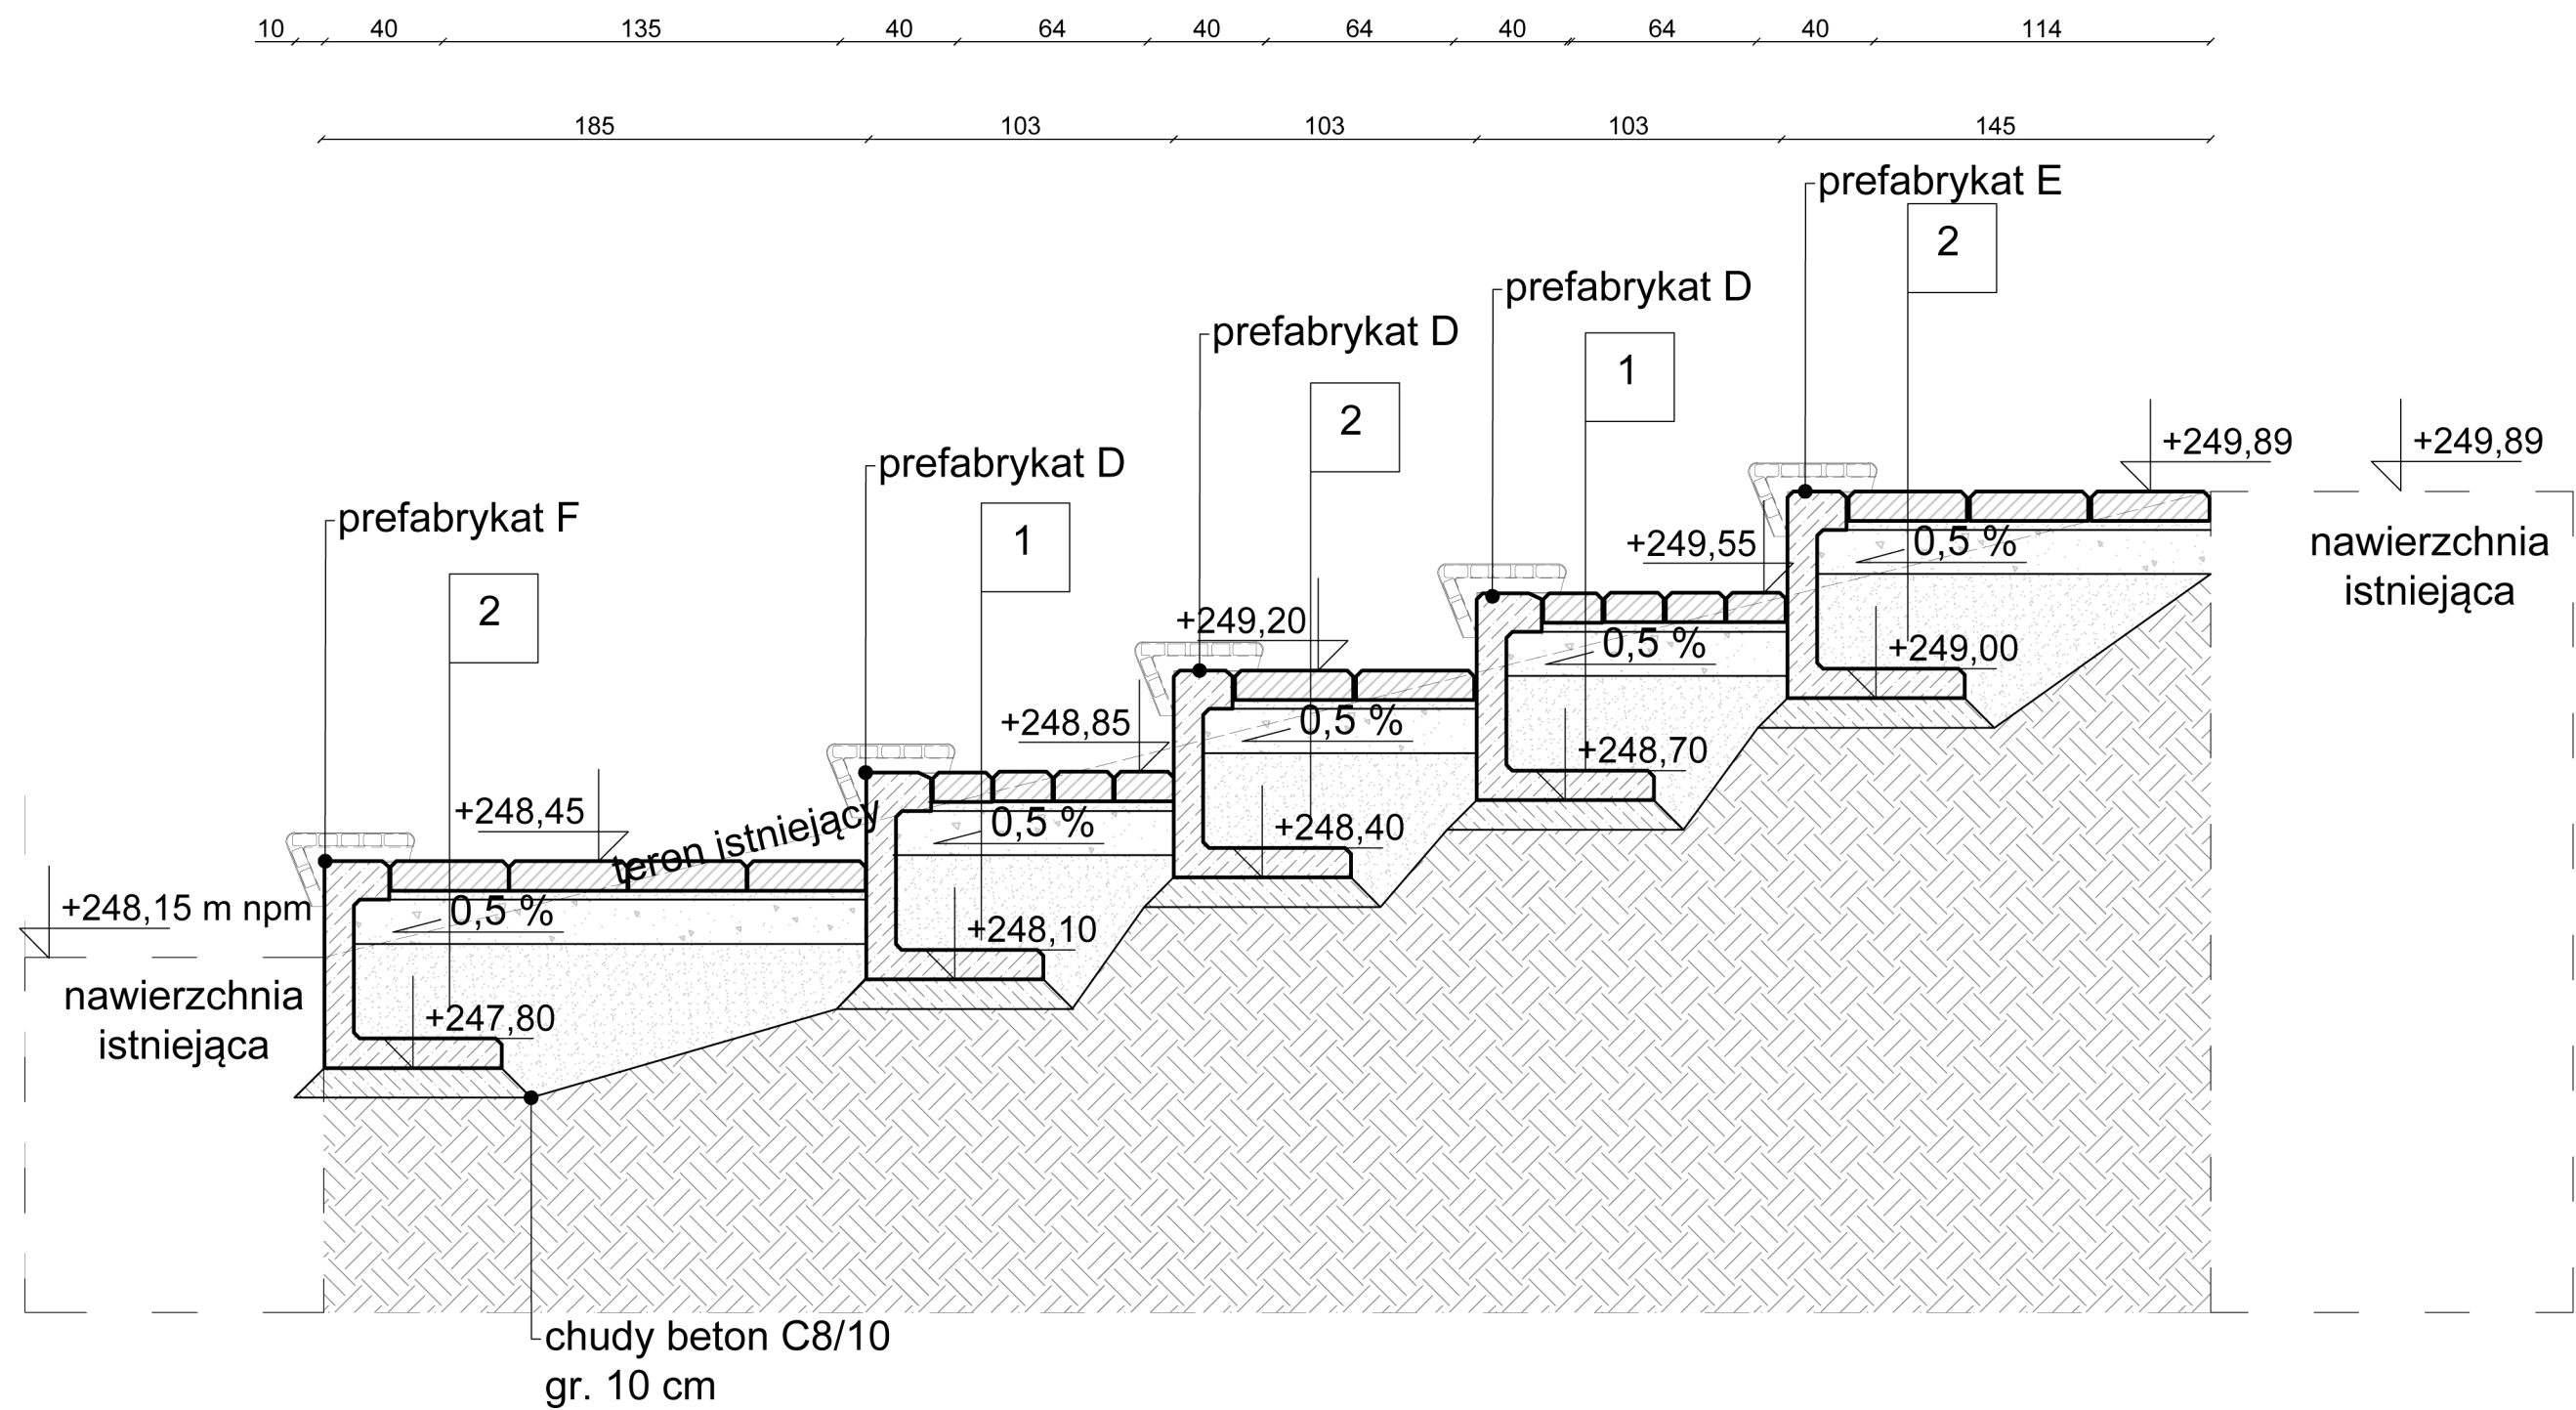 10 40 135 40 64 40 64 40 64 40 114
185 103 103 103 145
prefabrykat E
2
prefabrykat D
1
prefabrykat D
2
+249,89
+249,89
prefabrykat D
1
prefabrykat F
2
+249,55
0,5 %
nawierzchnia
istniejąca
+249,20
0,5 %
+249,00
+248,85
0,5 %
+248,70
+248,45
teren istniejący
0,5 %
+248,40
+248,15 m npm
0,5 %
+248,10
nawierzchnia
istniejąca
+247,80
chudy beton C8/10
gr. 10 cm